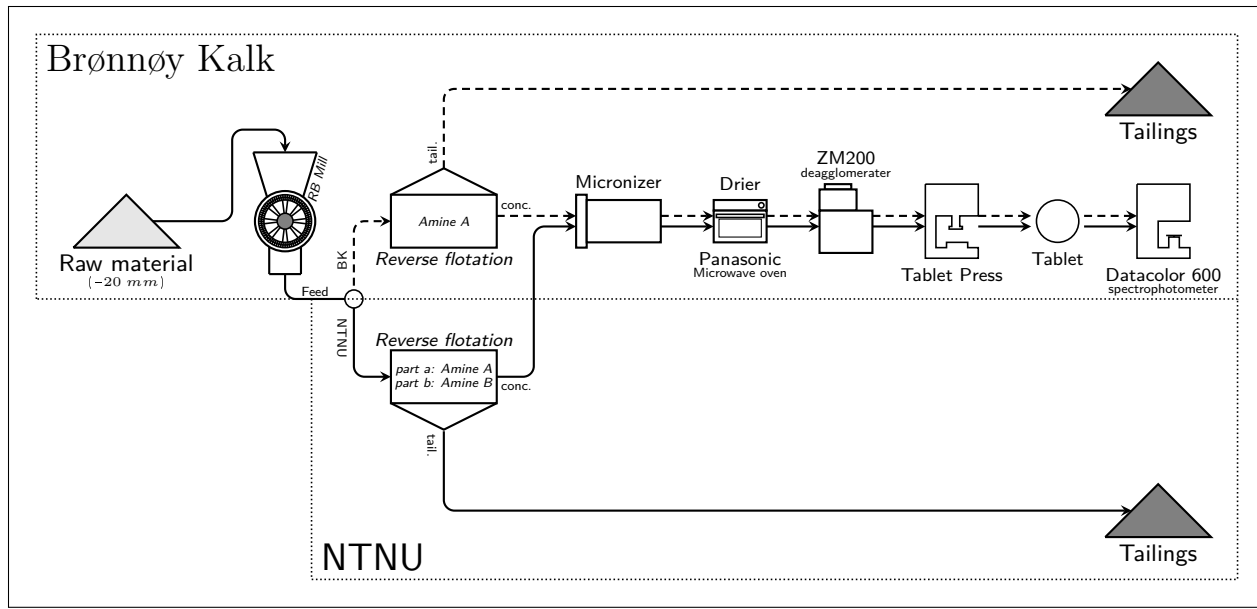 Brønnøy Kalk
Tailings
tail.
RB Mill
ZM200
deagglomerater
Micronizer
Drier
conc.
Amine A
Raw material
(-20 mm)
BK
Reverse flotation
Panasonic
Microwave oven
Tablet Press
Tablet
Datacolor 600
spectrophotometer
Feed
NTNU
Reverse flotation
part a: Amine A
part b: Amine B
conc.
tail.
NTNU
Tailings